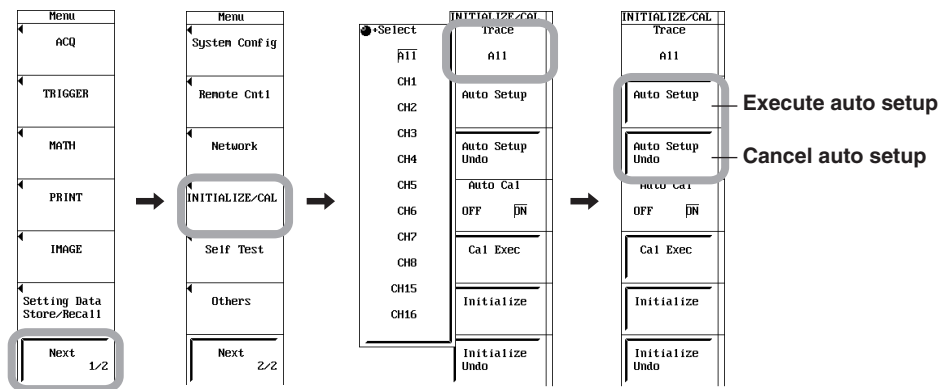 Menu
ACQ
TRIGGER
MATH
PRINT
IMAGE
Setting Data
Store/Recall
Next
1/2
Menu
System Config
Remote Cntl
Network
INITIALIZE/CAL
Self Test
Others
Next
2/2
Select
All
CH1
CH2
CH3
CH4
CH5
CH6
CH7
CH8
CH15
CH16
INITIALIZE/CAL
Trace
All
Auto Setup
Auto Setup
Undo
Auto Cal
OFF ON
Cal Exec
Initialize
Initialize
Undo
INITIALIZE/CAL
Trace
All
Auto Setup
Auto Setup
Undo
Auto Cal
OFF ON
Cal Exec
Initialize
Initialize
Undo
Execute auto setup
Cancel auto setup